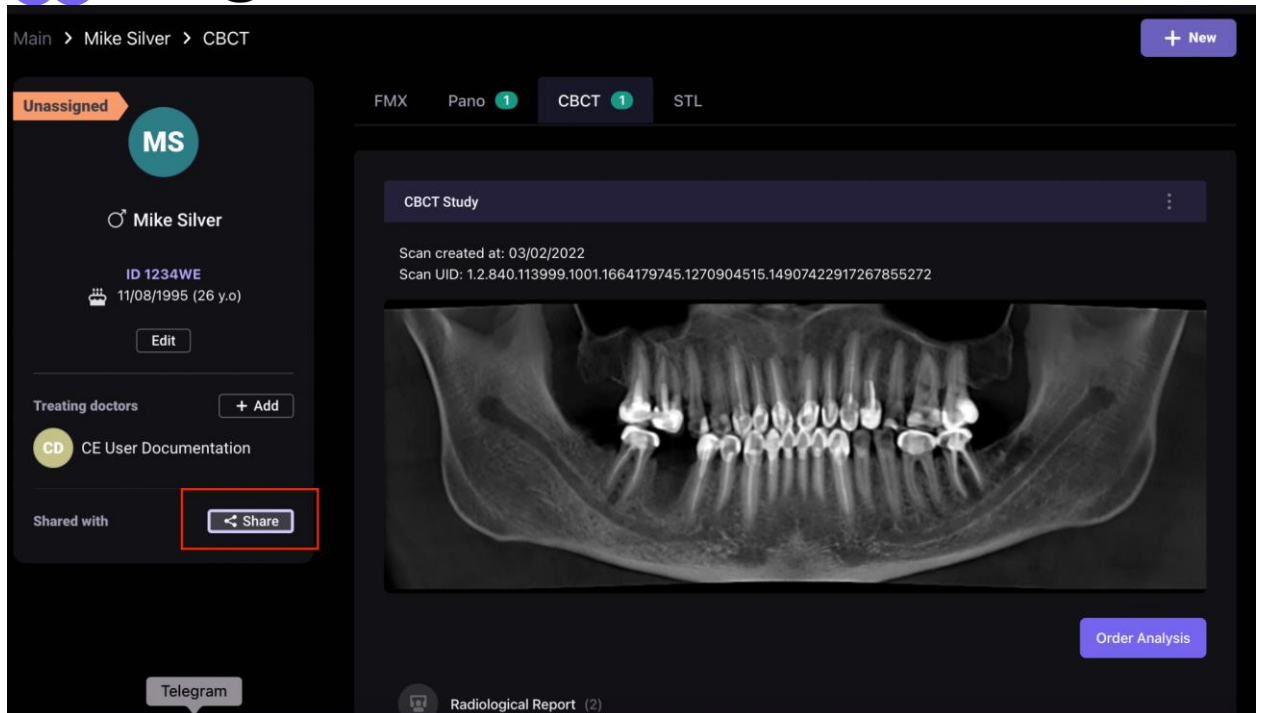 Main > Mike Silver > CBCT
+ New
Unassigned
MS
Mike Silver
ID 1234WE
11/08/1995 (26 y.o)
Edit
Treating doctors
+ Add
CD
CE User Documentation
Shared with
Share
FMX
Pano 1
CBCT 1
STL
CBCT Study
Scan created at: 03/02/2022
Scan UID: 1.2.840.113999.1001.1664179745.1270904515.14907422917267855272
Order Analysis
Radiological Report (2)
Telegram